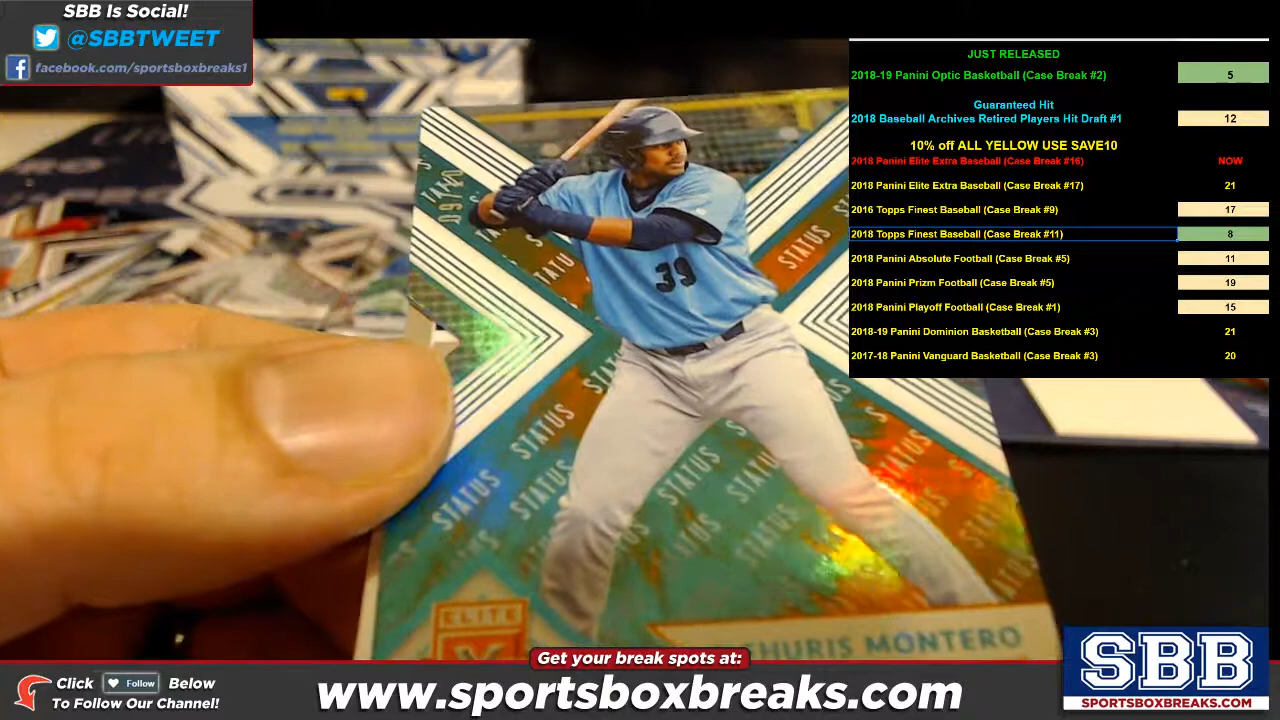 SBB Is Social!
@SBBTWEET
facebook.com/sportsboxbreaks1
JUST RELEASED
2018-19 Panini Optic Basketball (Case Break #2) 5
Guaranteed Hit
2018 Baseball Archives Retired Players Hit Draft #1 12
10% off ALL YELLOW USE SAVE10
2018 Panini Elite Extra Baseball (Case Break #16) NOW
2018 Panini Elite Extra Baseball (Case Break #17) 21
2016 Topps Finest Baseball (Case Break #9) 17
2018 Topps Finest Baseball (Case Break #11) 8
2018 Panini Absolute Football (Case Break #5) 11
2018 Panini Prizm Football (Case Break #5) 19
2018 Panini Playoff Football (Case Break #1) 15
2018-19 Panini Dominion Basketball (Case Break #3) 21
2017-18 Panini Vanguard Basketball (Case Break #3) 20
39
STATUS
STATUS
STATUS
STATUS
STATUS
STATUS
STATUS
ELITE
HURIS MONTERO
Get your break spots at:
Click Follow Below
To Follow Our Channel!
www.sportsboxbreaks.com
SBB
SPORTSBOXBREAKS.COM